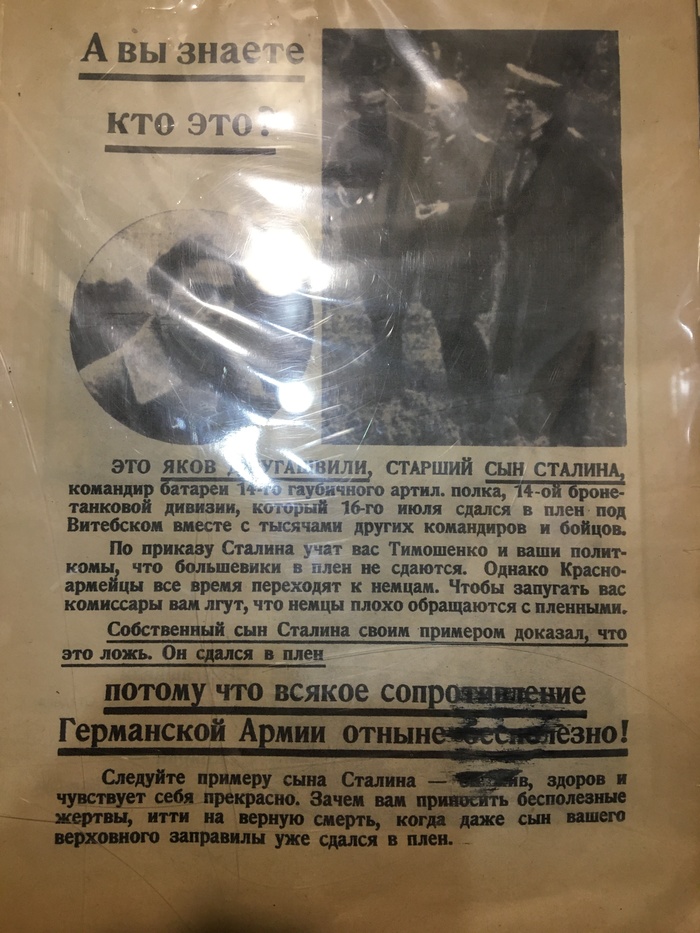 А вы знаете
кто это?
ЭТО ЯКОВ ДЖУГАШВИЛИ, СТАРШИЙ СЫН СТАЛИНА,
командир батареи 14-го гаубичного артил. полка, 14-ой броне-
танковой дивизии, который 16-го июля сдался в плен под
Витебском вместе с тысячами других командиров и бойцов.
По приказу Сталина учат вас Тимошенко и ваши полит-
комы, что большевики в плен не сдаются. Однако Красно-
армейцы все время переходят к немцам. Чтобы запугать вас
комиссары вам лгут, что немцы плохо обращаются с пленными.
Собственный сын Сталина своим примером доказал, что
это ложь. Он сдался в плен
потому что всякое сопротивление
Германской Армии отныне бесполезно!
Следуйте примеру сына Сталина — жив, здоров и
чувствует себя прекрасно. Зачем вам приносить бесполезные
жертвы, итти на верную смерть, когда даже сын вашего
верховного заправилы уже сдался в плен.